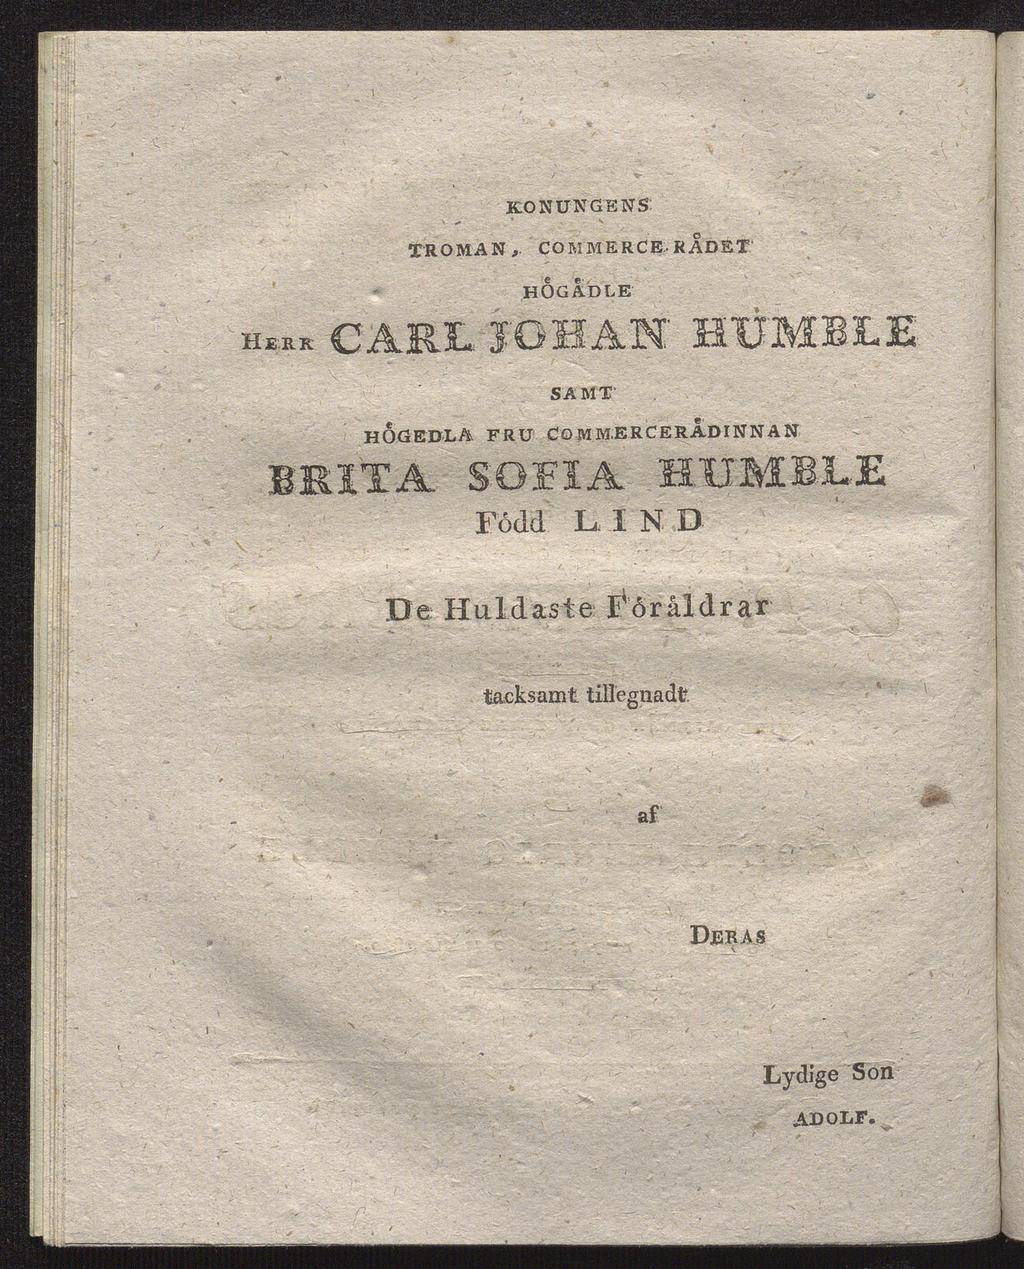 KONUNGENS
TROMAN, COMMERCE-RÅDET
HÖGÅDLE
HERR CARL JOHAN HUMBLE
SAMT
HÖGEDLA FRU COMMERCERÅDINNAN
BRITA SOFIA HUMBLE
Född LIND
De Huldaste Föråldrar
tacksamt tillegnadt
af
DERAS
Lydige Son
ADOLF.